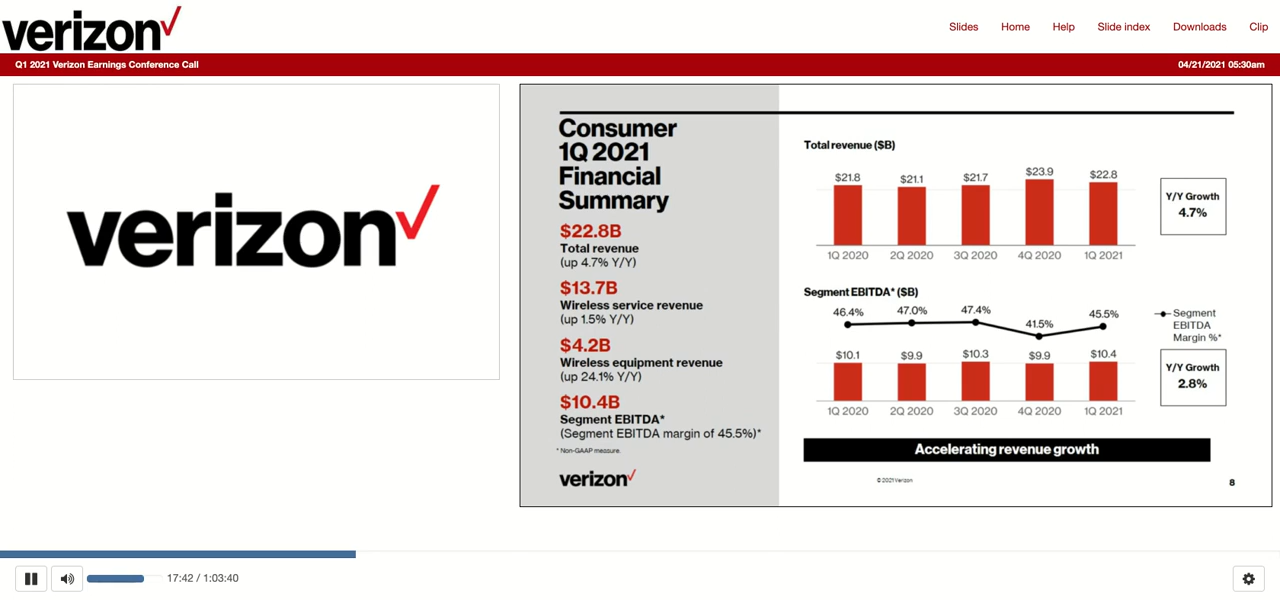 verizon
Slides Home Help Slide index Downloads Clip
Q1 2021 Verizon Earnings Conference Call 04/21/2021 05:30am
verizon
Consumer
1Q 2021
Financial
Summary
$22.8B
Total revenue
(up 4.7% Y/Y)
$13.7B
Wireless service revenue
(up 1.5% Y/Y)
$4.2B
Wireless equipment revenue
(up 24.1% Y/Y)
$10.4B
Segment EBITDA*
(Segment EBITDA margin of 45.5%)*
* Non-GAAP measure.
verizon
Total revenue ($B)
$21.8 $21.1 $21.7 $23.9 $22.8
1Q 2020 2Q 2020 3Q 2020 4Q 2020 1Q 2021
Y/Y Growth
4.7%
Segment EBITDA* ($B)
46.4% 47.0% 47.4% 41.5% 45.5%
Segment
EBITDA
Margin %*
$10.1 $9.9 $10.3 $9.9 $10.4
1Q 2020 2Q 2020 3Q 2020 4Q 2020 1Q 2021
Y/Y Growth
2.8%
Accelerating revenue growth
© 2021 Verizon
8
17:42 / 1:03:40